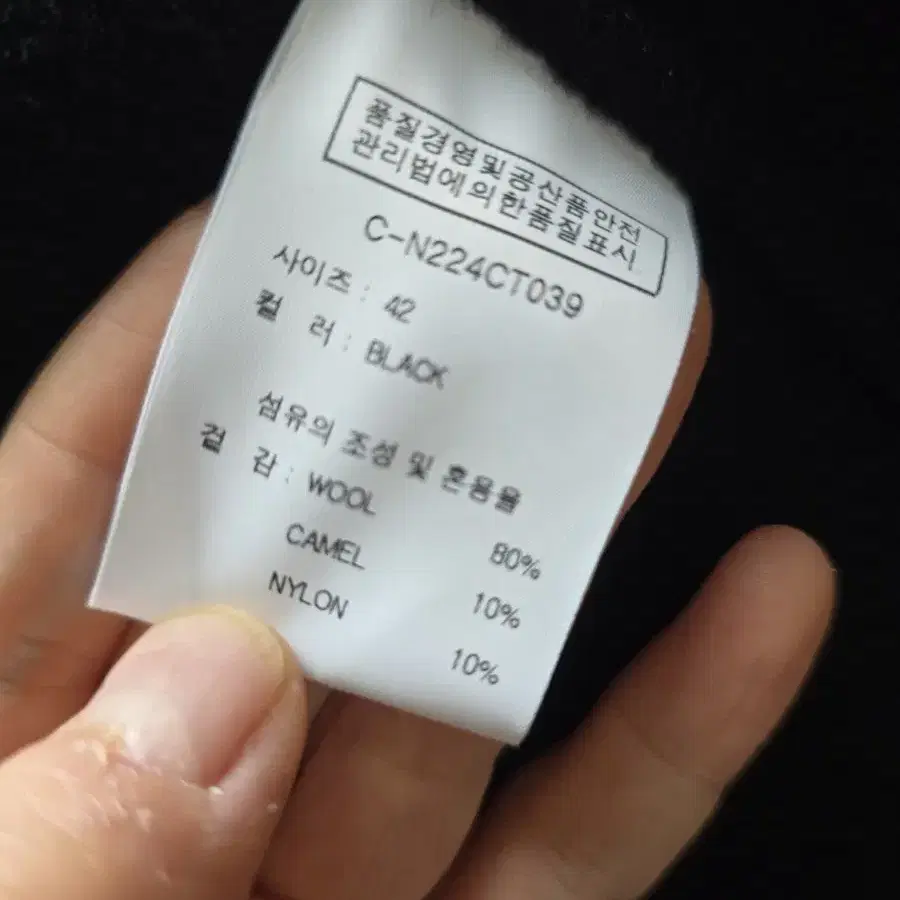 품질경영및공산품안전
관리법에의한품질표시
C-N224CT039
사이즈 : 42
컬 러 : BLACK
섬유의 조성 및 혼용율
겉 감 : WOOL 80%
CAMEL 10%
NYLON 10%